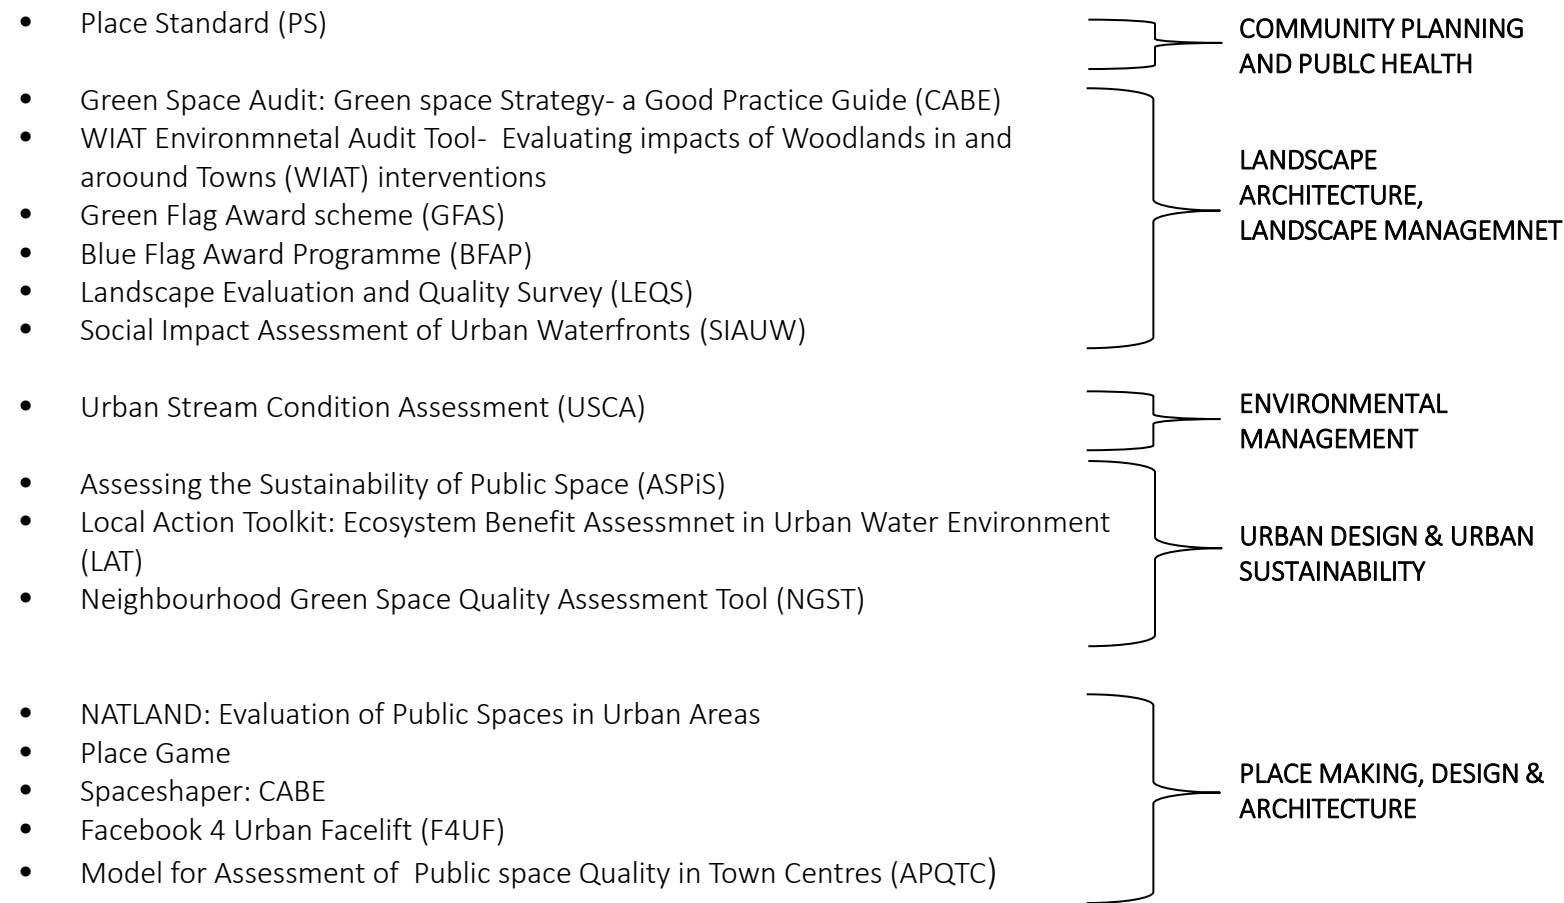 • Place Standard (PS)
COMMUNITY PLANNING
AND PUBLC HEALTH
• Green Space Audit: Green space Strategy- a Good Practice Guide (CABE)
• WIAT Environmnetal Audit Tool-  Evaluating impacts of Woodlands in and
aroound Towns (WIAT) interventions
• Green Flag Award scheme (GFAS)
• Blue Flag Award Programme (BFAP)
• Landscape Evaluation and Quality Survey (LEQS)
• Social Impact Assessment of Urban Waterfronts (SIAUW)
LANDSCAPE
ARCHITECTURE,
LANDSCAPE MANAGEMNET
• Urban Stream Condition Assessment (USCA)
ENVIRONMENTAL
MANAGEMENT
• Assessing the Sustainability of Public Space (ASPiS)
• Local Action Toolkit: Ecosystem Benefit Assessmnet in Urban Water Environment
(LAT)
• Neighbourhood Green Space Quality Assessment Tool (NGST)
URBAN DESIGN & URBAN
SUSTAINABILITY
• NATLAND: Evaluation of Public Spaces in Urban Areas
• Place Game
• Spaceshaper: CABE
• Facebook 4 Urban Facelift (F4UF)
• Model for Assessment of  Public space Quality in Town Centres (APQTC)
PLACE MAKING, DESIGN &
ARCHITECTURE